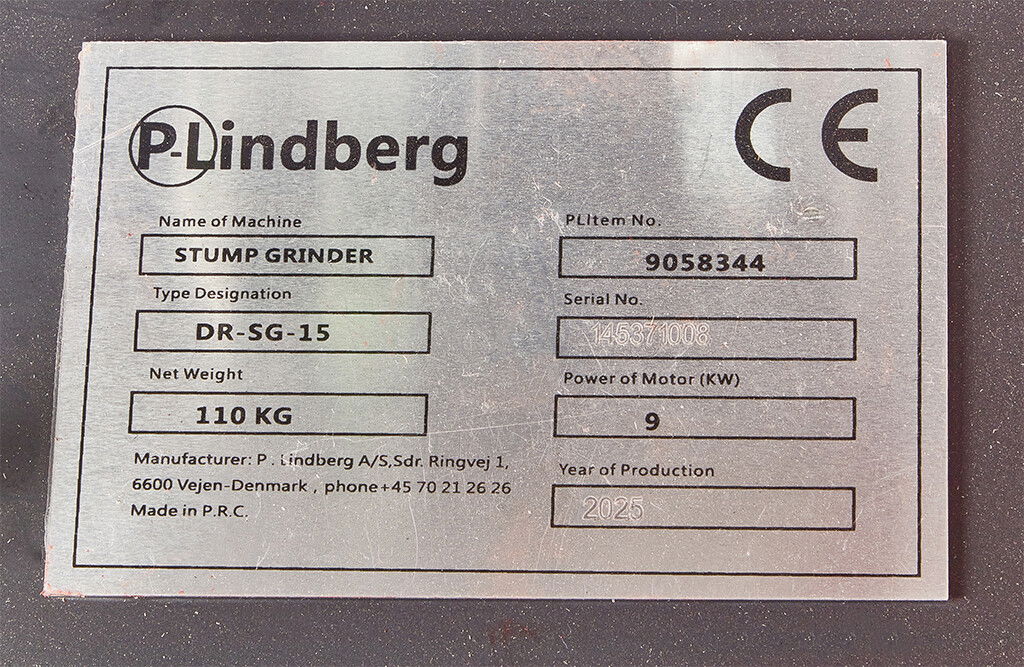 P-Lindberg
CE
Name of Machine
STUMP GRINDER
Type Designation
DR-SG-15
Net Weight
110 KG
Manufacturer: P. Lindberg A/S,Sdr. Ringvej 1,
6600 Vejen-Denmark, phone+45 70 21 26 26
Made in P.R.C.
PLItem No.
9058344
Serial No.
145371008
Power of Motor (KW)
9
Year of Production
2025